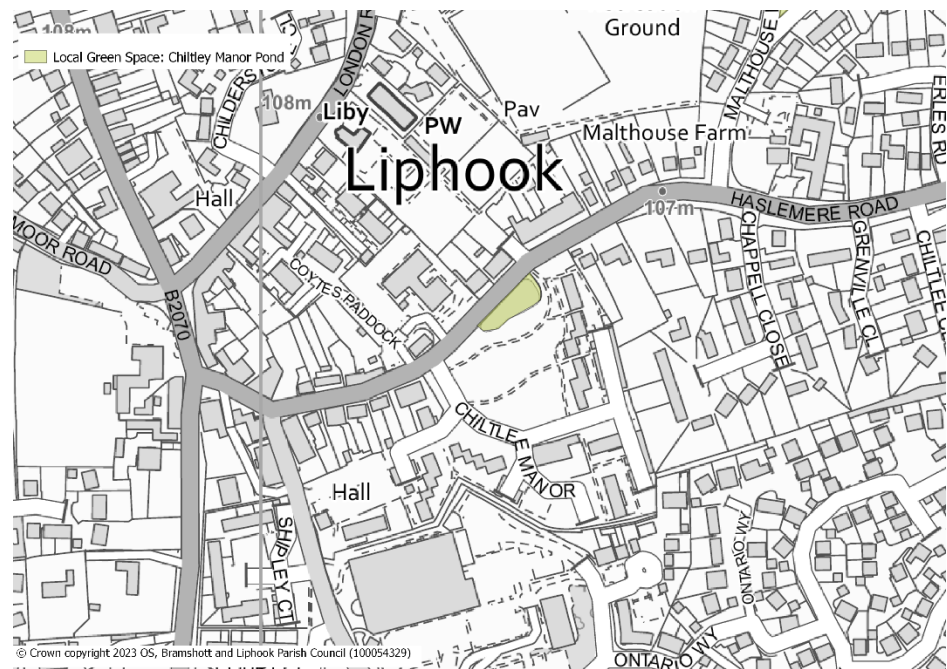 108m
Ground
Local Green Space: Chiltley Manor Pond
LONDON R
MALTHOUSE
CHILDERS
108m
Liby
PW
Pav
Malthouse Farm
ERLES R
Liphook
Hall
107m
HASLEMERE ROAD
MOOR ROAD
COYTES PADDOCK
CHAPPELL CLOSE
GRENVILLE CL
CHILTLEE
B2070
CHILTLEE MANOR
Hall
SHIPLEY CT
ONTARIO WY
© Crown copyright 2023 OS, Bramshott and Liphook Parish Council (100054329)
ONTARIO WY